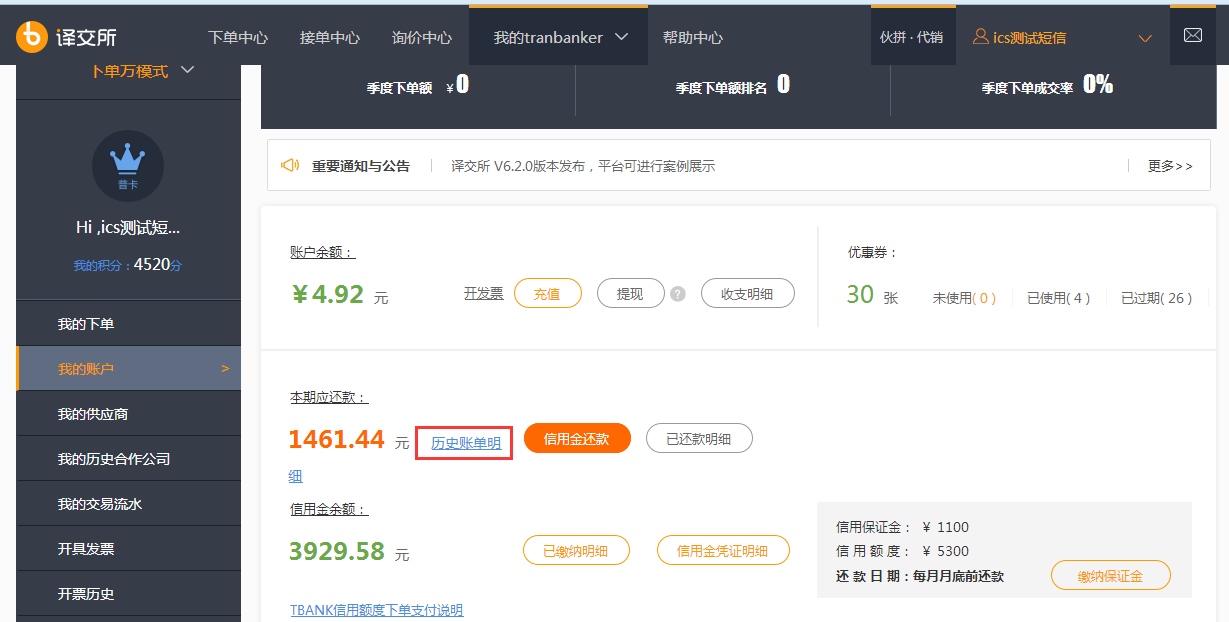 译交所
下单中心 接单中心 询价中心 我的tranbanker 帮助中心 伙拼 · 代销 ics测试短信
下单方模式
季度下单额 ¥0 季度下单额排名 0 季度下单成交率 0%
普卡
重要通知与公告 译交所 V6.2.0版本发布，平台可进行案例展示 更多>>
Hi ,ics测试短...
我的积分：4520分
账户余额：
¥4.92 元 开发票 充值 提现 ? 收支明细
优惠券：
30 张 未使用( 0 ) 已使用( 4 ) 已过期( 26 )
我的下单
我的账户 >
我的供应商
我的历史合作公司
我的交易流水
开具发票
开票历史
本期应还款：
1461.44 元 历史账单明
细
信用金还款 已还款明细
信用金余额：
3929.58 元 已缴纳明细 信用金凭证明细
信用保证金： ¥ 1100
信 用 额 度： ¥ 5300
还 款 日 期：每月月底前还款
缴纳保证金
TBANK信用额度下单支付说明